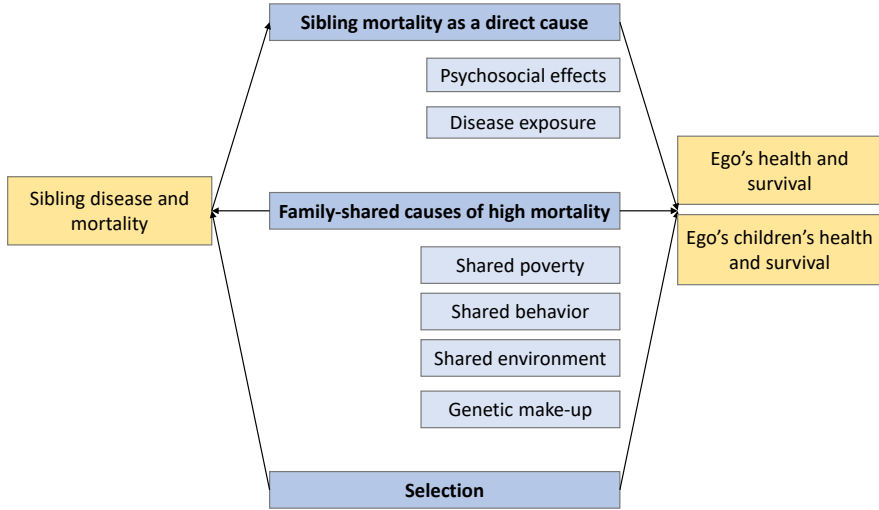 Sibling mortality as a direct cause
Psychosocial effects
Disease exposure
Sibling disease and
mortality
Ego’s health and
survival
Family-shared causes of high mortality
Ego’s children’s health
and survival
Shared poverty
Shared behavior
Shared environment
Genetic make-up
Selection